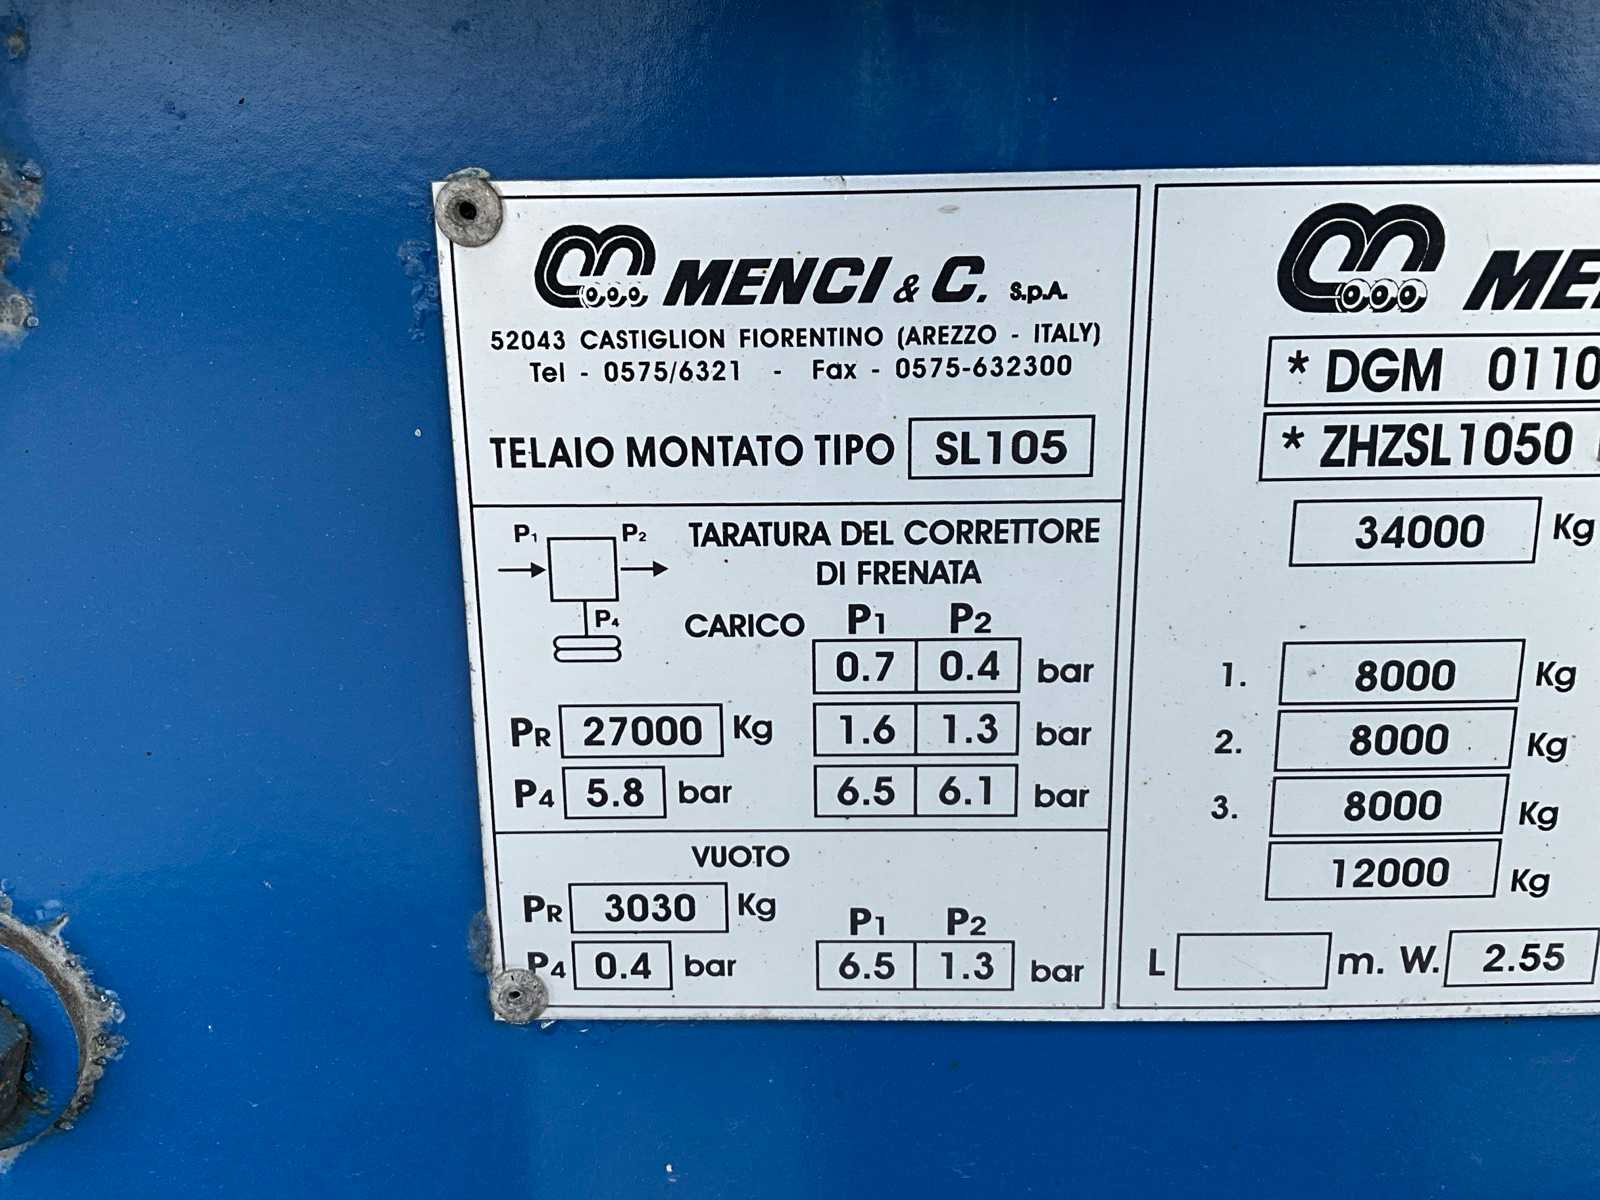 MENCI & C. S.p.A.
52043 CASTIGLION FIORENTINO (AREZZO - ITALY)
Tel - 0575/6321 - Fax - 0575-632300
TELAIO MONTATO TIPO SL105
P1 P2 TARATURA DEL CORRETTORE
DI FRENATA
P4
CARICO P1 P2
0.7 0.4 bar
PR 27000 Kg 1.6 1.3 bar
P4 5.8 bar 6.5 6.1 bar
VUOTO
PR 3030 Kg P1 P2
P4 0.4 bar 6.5 1.3 bar
* DGM 0110
* ZHZSL1050
34000 Kg
1. 8000 Kg
2. 8000 Kg
3. 8000 Kg
12000 Kg
L m. W. 2.55